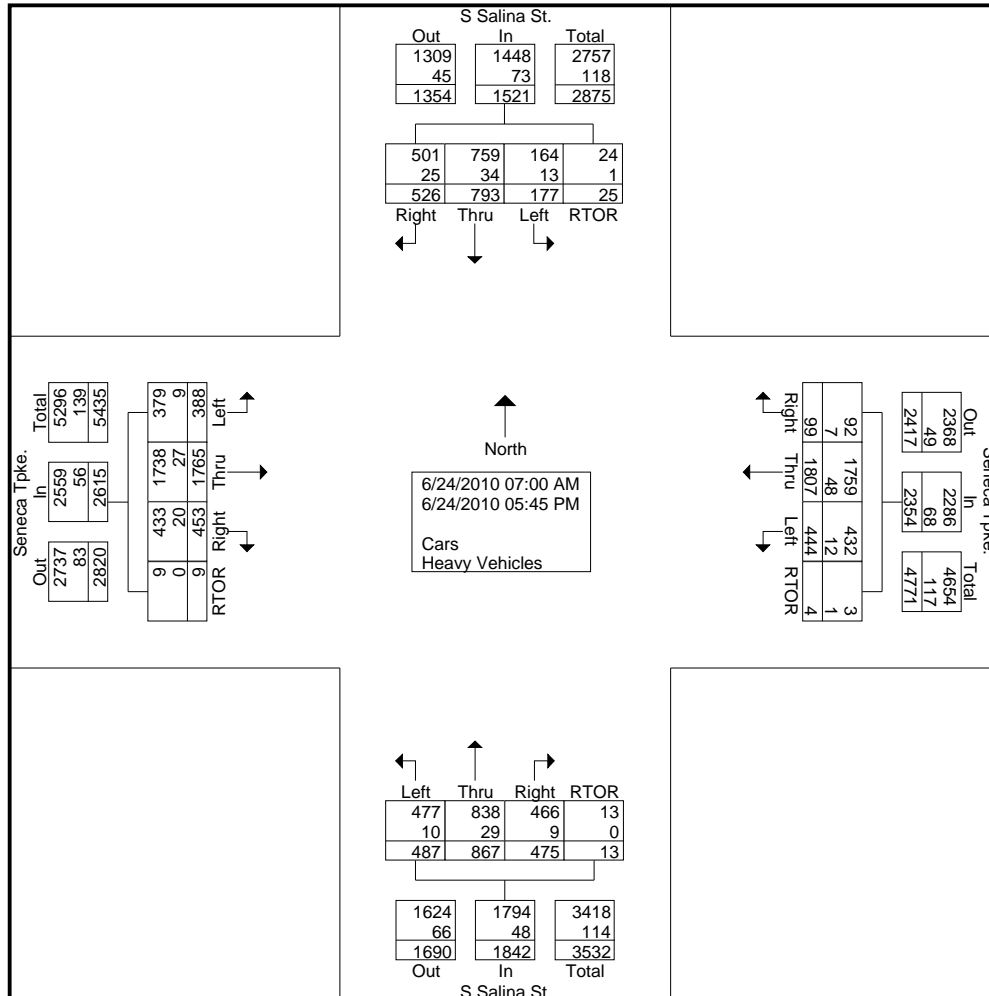 S Salina St.
Out In Total
1309 1448 2757
45 73 118
1354 1521 2875
501 759 164 24
25 34 13 1
526 793 177 25
Right Thru Left RTOR
Seneca Tpke.
Total In Out
5296 2559 2737
139 56 83
5435 2615 2820
379 1738 433 9
9 27 20 0
388 1765 453 9
Left Thru Right RTOR
North
6/24/2010 07:00 AM
6/24/2010 05:45 PM
Cars
Heavy Vehicles
Right Thru Left RTOR
92 1759 432 3
7 48 12 1
99 1807 444 4
Out In Total
2368 2286 4654
49 68 117
2417 2354 4771
Seneca Tpke.
Left Thru Right RTOR
477 838 466 13
10 29 9 0
487 867 475 13
1624 1794 3418
66 48 114
1690 1842 3532
Out In Total
S Salina St.